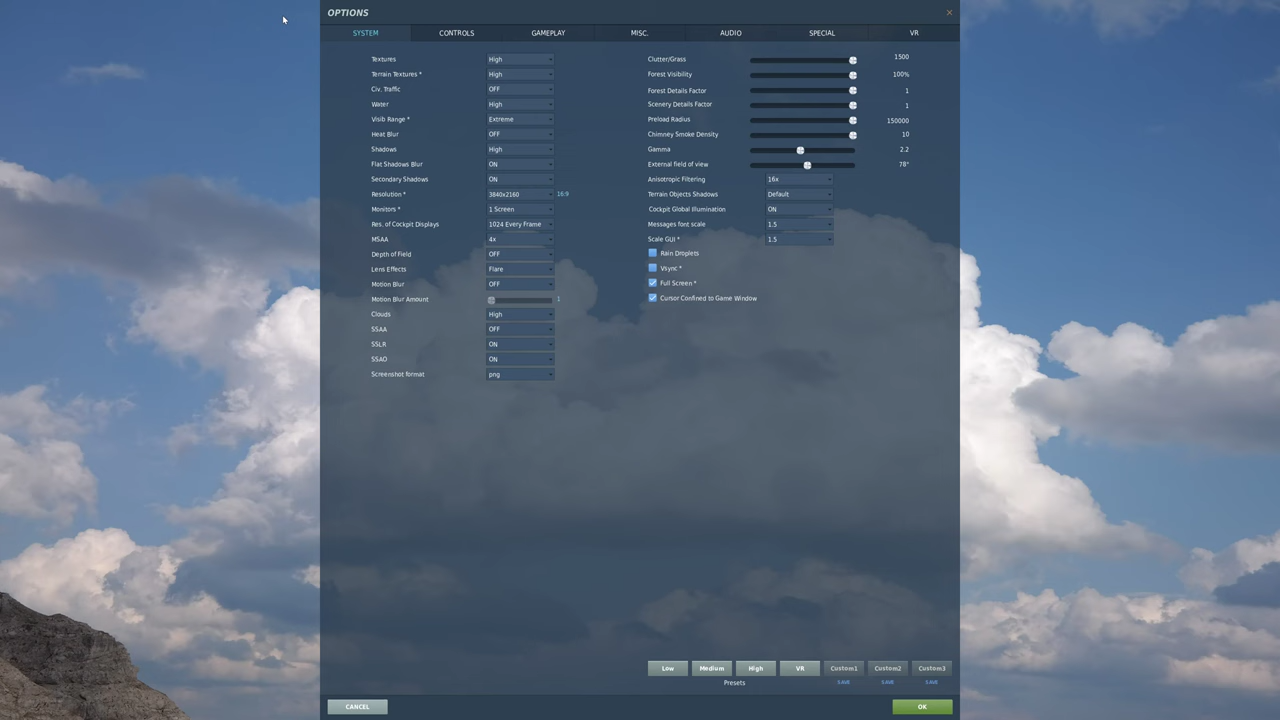 OPTIONS
×
SYSTEM CONTROLS GAMEPLAY MISC. AUDIO SPECIAL VR
Textures High
Terrain Textures * High
Civ. Traffic OFF
Water High
Visib Range * Extreme
Heat Blur OFF
Shadows High
Flat Shadows Blur ON
Secondary Shadows ON
Resolution * 3840x2160 16:9
Monitors * 1 Screen
Res. of Cockpit Displays 1024 Every Frame
MSAA 4x
Depth of Field OFF
Lens Effects Flare
Motion Blur OFF
Motion Blur Amount 1
Clouds High
SSAA OFF
SSLR ON
SSAO ON
Screenshot format png
Clutter/Grass 1500
Forest Visibility 100%
Forest Details Factor 1
Scenery Details Factor 1
Preload Radius 150000
Chimney Smoke Density 10
Gamma 2.2
External field of view 78°
Anisotropic Filtering 16x
Terrain Objects Shadows Default
Cockpit Global Illumination ON
Messages font scale 1.5
Scale GUI * 1.5
Rain Droplets
Vsync *
Full Screen *
Cursor Confined to Game Window
Low Medium High VR Custom1 Custom2 Custom3
Presets SAVE SAVE SAVE
CANCEL OK